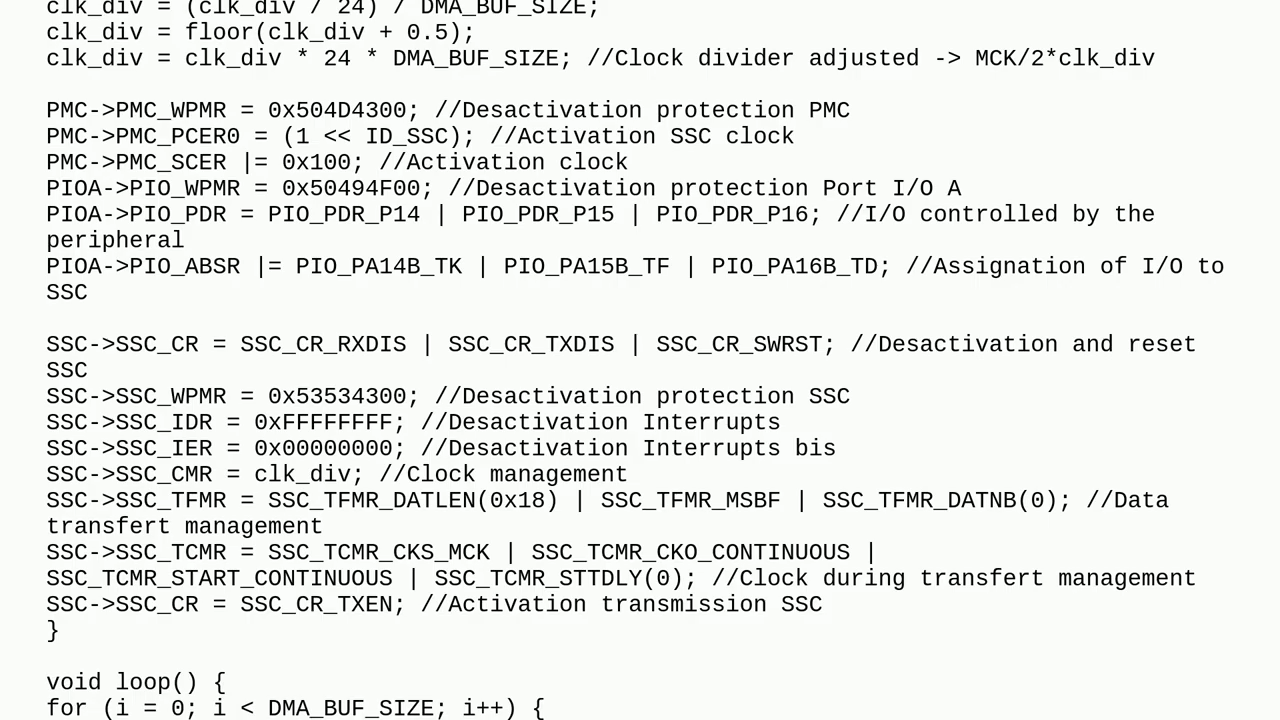 clk_div = (clk_div / 24) / DMA_BUF_SIZE;
clk_div = floor(clk_div + 0.5);
clk_div = clk_div * 24 * DMA_BUF_SIZE; //Clock divider adjusted -> MCK/2*clk_div
PMC->PMC_WPMR = 0x504D4300; //Desactivation protection PMC
PMC->PMC_PCER0 = (1 << ID_SSC); //Activation SSC clock
PMC->PMC_SCER |= 0x100; //Activation clock
PIOA->PIO_WPMR = 0x50494F00; //Desactivation protection Port I/O A
PIOA->PIO_PDR = PIO_PDR_P14 | PIO_PDR_P15 | PIO_PDR_P16; //I/O controlled by the
peripheral
PIOA->PIO_ABSR |= PIO_PA14B_TK | PIO_PA15B_TF | PIO_PA16B_TD; //Assignation of I/O to
SSC
SSC->SSC_CR = SSC_CR_RXDIS | SSC_CR_TXDIS | SSC_CR_SWRST; //Desactivation and reset
SSC
SSC->SSC_WPMR = 0x53534300; //Desactivation protection SSC
SSC->SSC_IDR = 0xFFFFFFFF; //Desactivation Interrupts
SSC->SSC_IER = 0x00000000; //Desactivation Interrupts bis
SSC->SSC_CMR = clk_div; //Clock management
SSC->SSC_TFMR = SSC_TFMR_DATLEN(0x18) | SSC_TFMR_MSBF | SSC_TFMR_DATNB(0); //Data
transfert management
SSC->SSC_TCMR = SSC_TCMR_CKS_MCK | SSC_TCMR_CKO_CONTINUOUS |
SSC_TCMR_START_CONTINUOUS | SSC_TCMR_STTDLY(0); //Clock during transfert management
SSC->SSC_CR = SSC_CR_TXEN; //Activation transmission SSC
}
void loop() {
for (i = 0; i < DMA_BUF_SIZE; i++) {